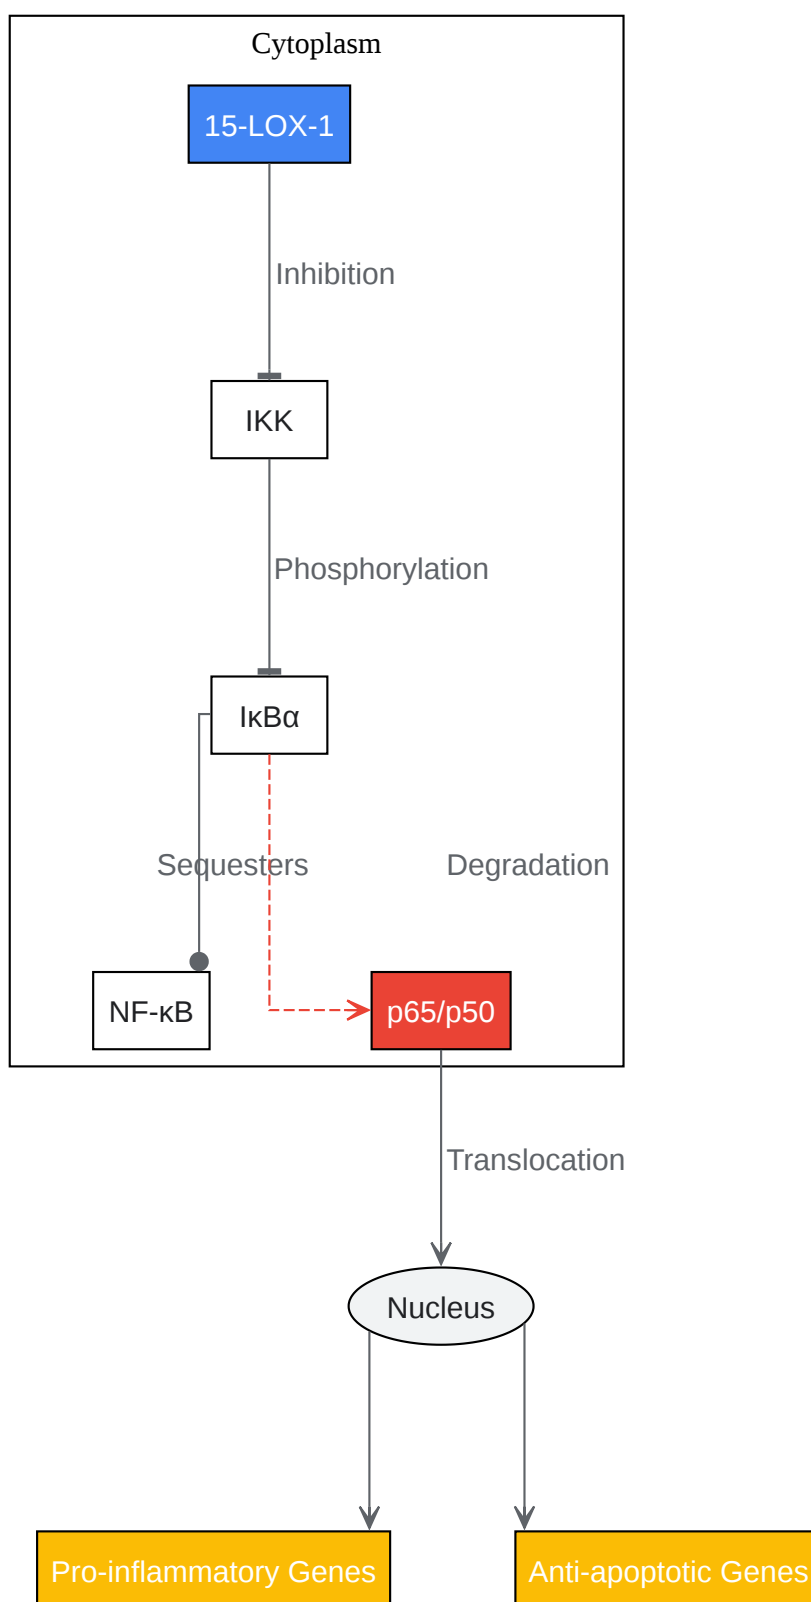 Cytoplasm
15-LOX-1
Inhibition
IKK
Phosphorylation
IκBα
Sequesters
Degradation
NF-κB
p65/p50
Translocation
Nucleus
Pro-inflammatory Genes
Anti-apoptotic Genes